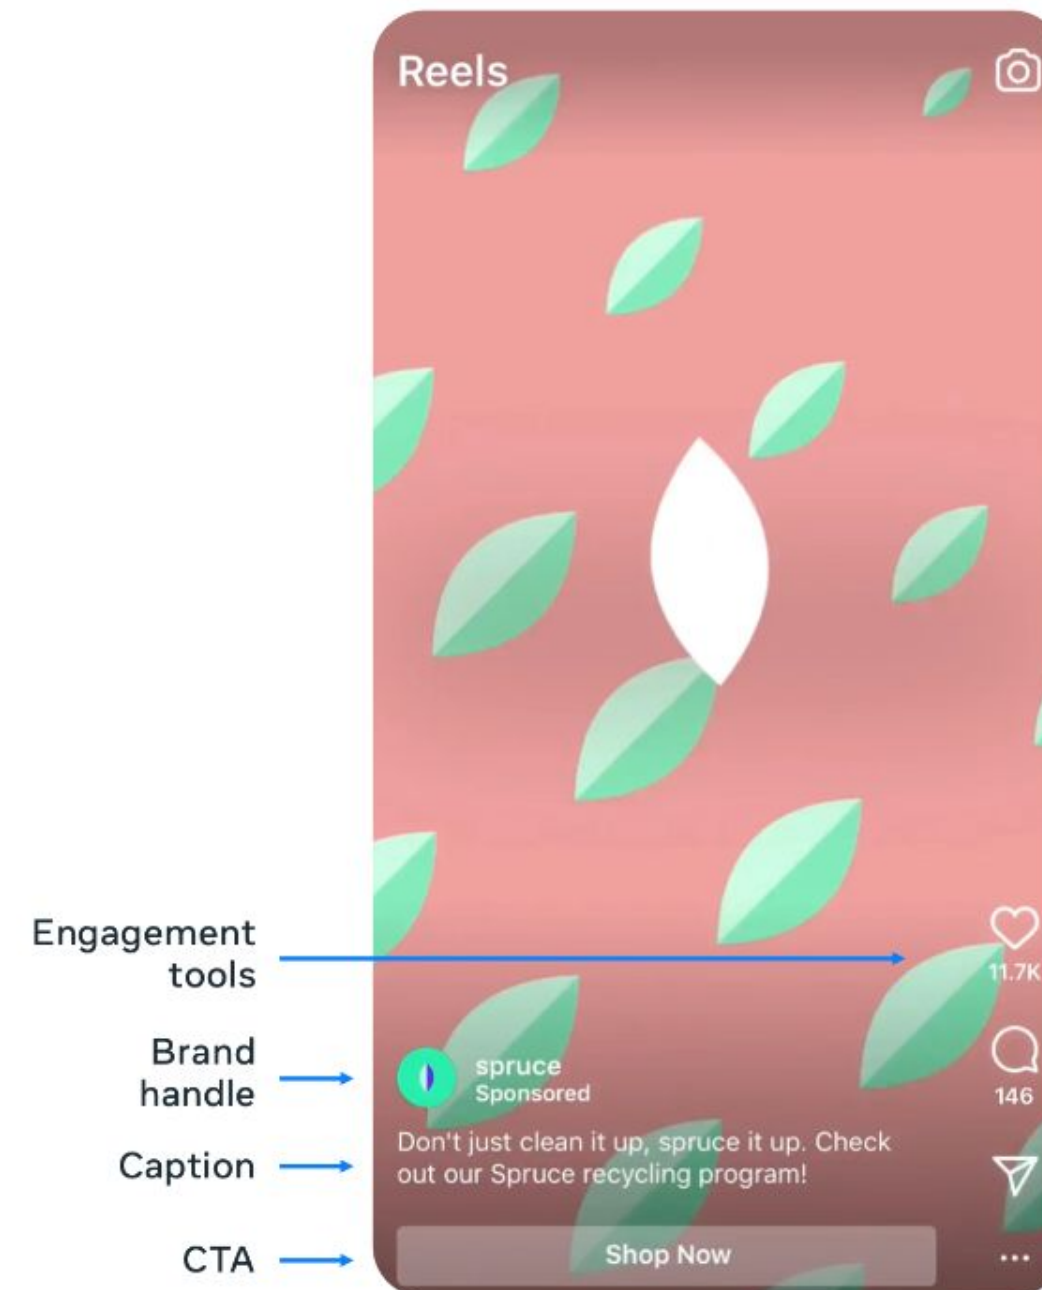 Reels
Engagement
tools
11.7K
Brand
handle
spruce
Sponsored
146
Caption
Don't just clean it up, spruce it up. Check
out our Spruce recycling program!
CTA
Shop Now